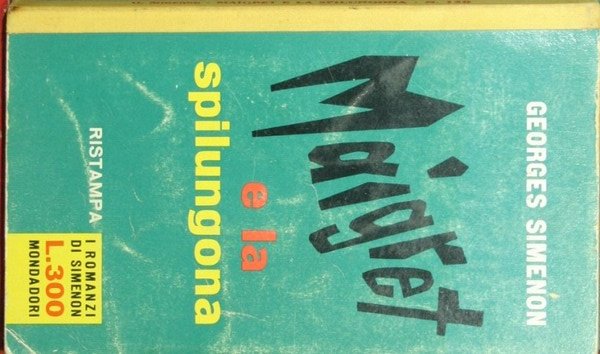 GEORGES SIMENON
Maigret
e la
spilungona
RISTAMPA
I ROMANZI
DI SIMENON
L.300
MONDADORI